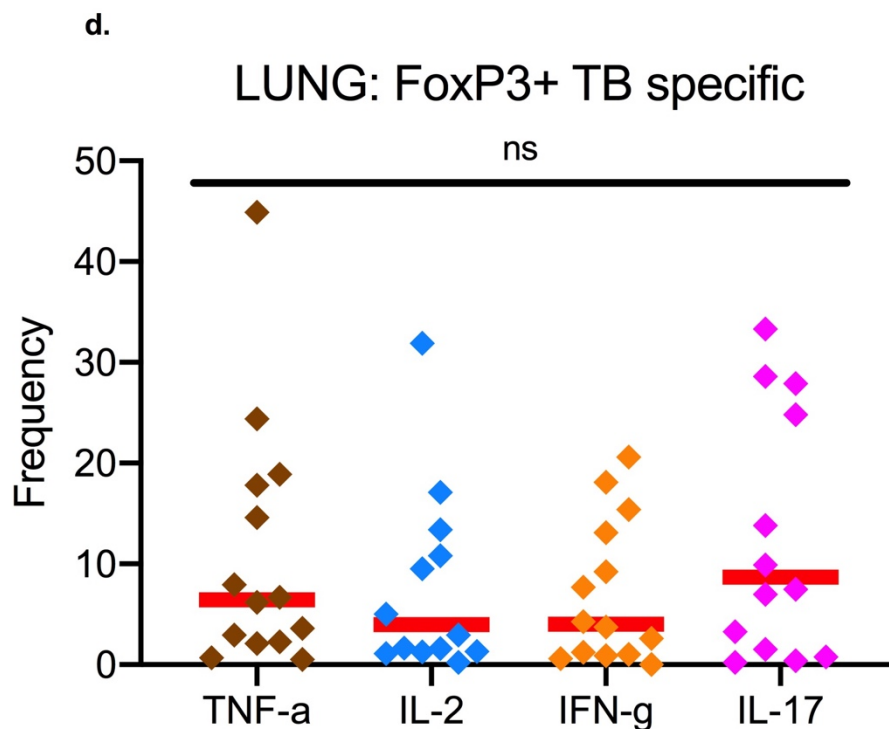 d.
LUNG: FoxP3+ TB specific
ns
50
40
30
20
10
0
Frequency
TNF-a IL-2 IFN-g IL-17